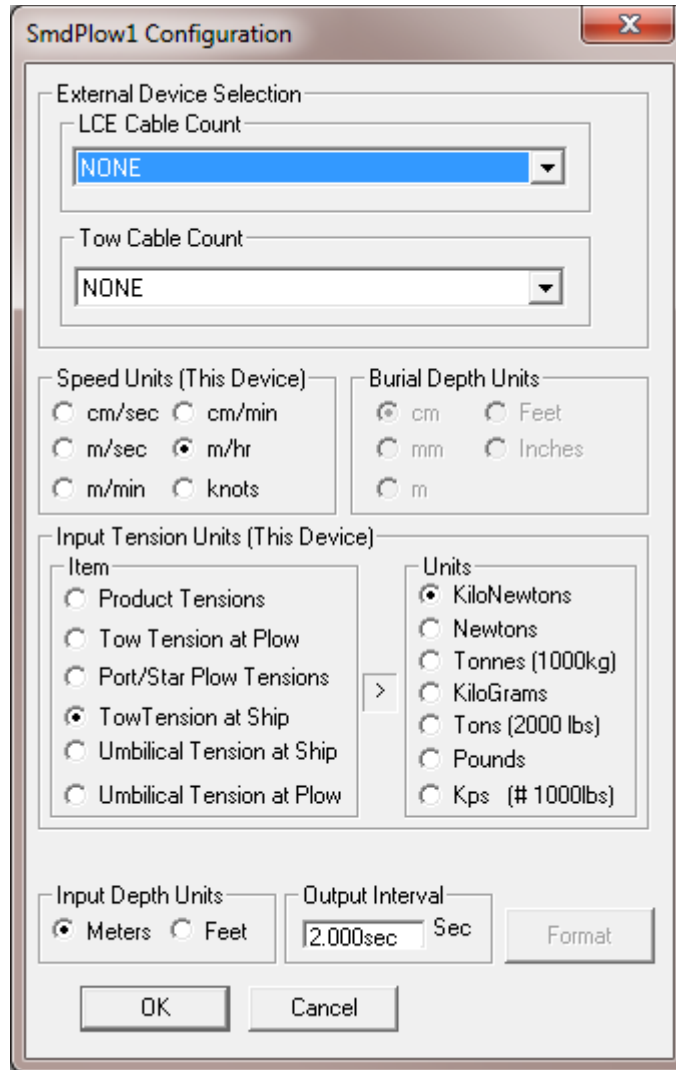 SmdPlow1 Configuration
External Device Selection
LCE Cable Count
NONE
Tow Cable Count
NONE
Speed Units (This Device)
cm/sec cm/min
m/sec m/hr
m/min knots
Burial Depth Units
cm Feet
mm Inches
m
Input Tension Units (This Device)
Item
Product Tensions
Tow Tension at Plow
Port/Star Plow Tensions
TowTension at Ship
Umbilical Tension at Ship
Umbilical Tension at Plow
>
Units
KiloNewtons
Newtons
Tonnes (1000kg)
KiloGrams
Tons (2000 lbs)
Pounds
Kps (# 1000lbs)
Input Depth Units
Meters Feet
Output Interval
2.000sec Sec
Format
OK Cancel